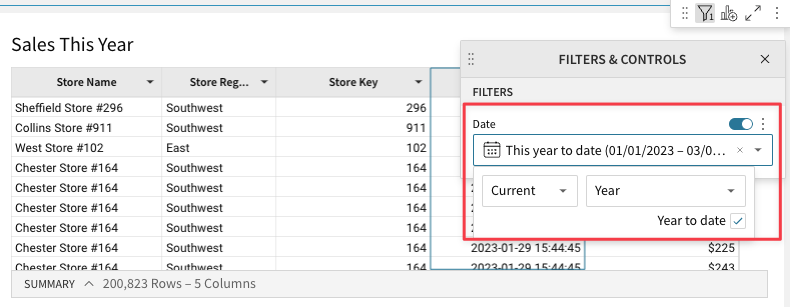 1
Sales This Year
FILTERS & CONTROLS
Store Name Store Reg... Store Key
FILTERS
Sheffield Store #296 Southwest 296
Date
Collins Store #911 Southwest 911
This year to date (01/01/2023 – 03/0...
West Store #102 East 102
Chester Store #164 Southwest 164
Chester Store #164 Southwest 164
Current Year
Chester Store #164 Southwest 164
Year to date
Chester Store #164 Southwest 164
Chester Store #164 Southwest 164 2023-01-29 15:44:45 $225
Chester Store #164 Southwest 164 2023-01-29 15:44:45 $243
SUMMARY 200,823 Rows – 5 Columns